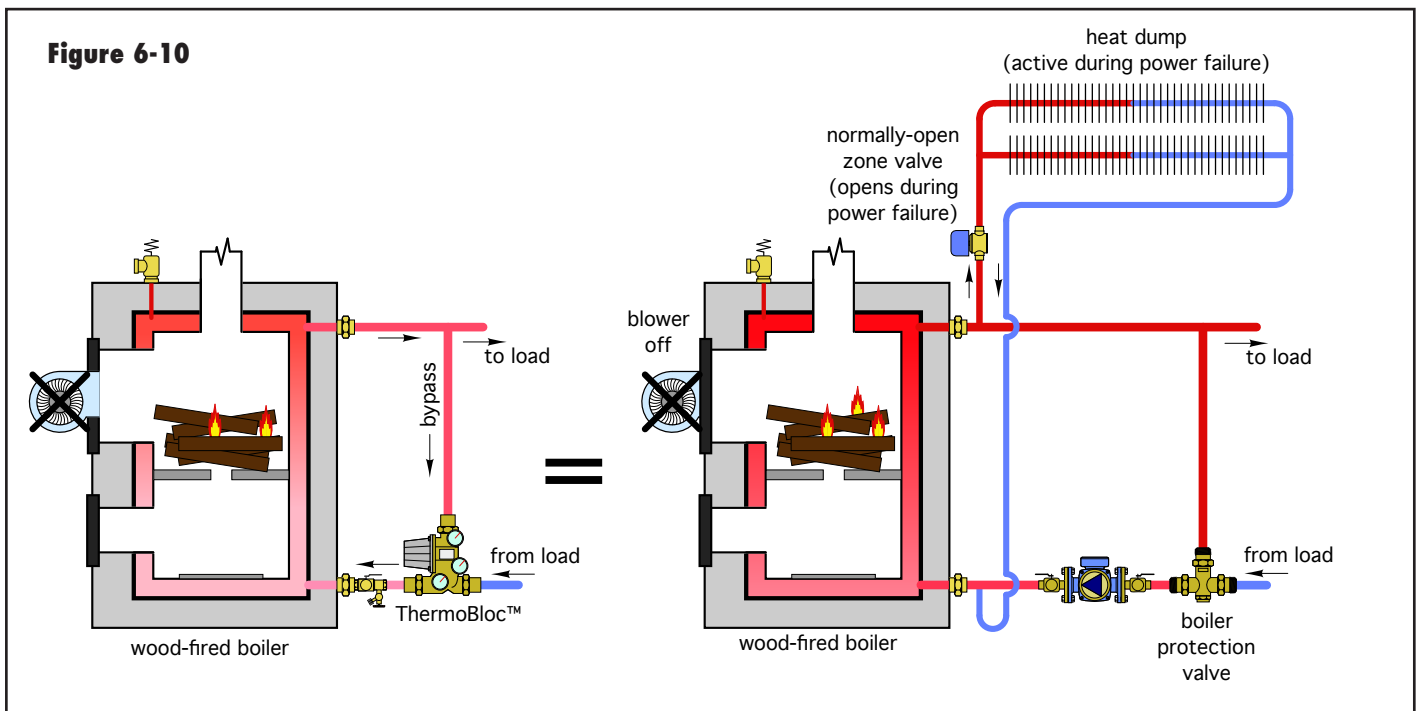 Figure 6-10
heat dump
(active during power failure)
normally-open
zone valve
(opens during
power failure)
blower
off
to load
bypass
from load
ThermoBloc™
wood-fired boiler
to load
from load
boiler
protection
valve
wood-fired boiler